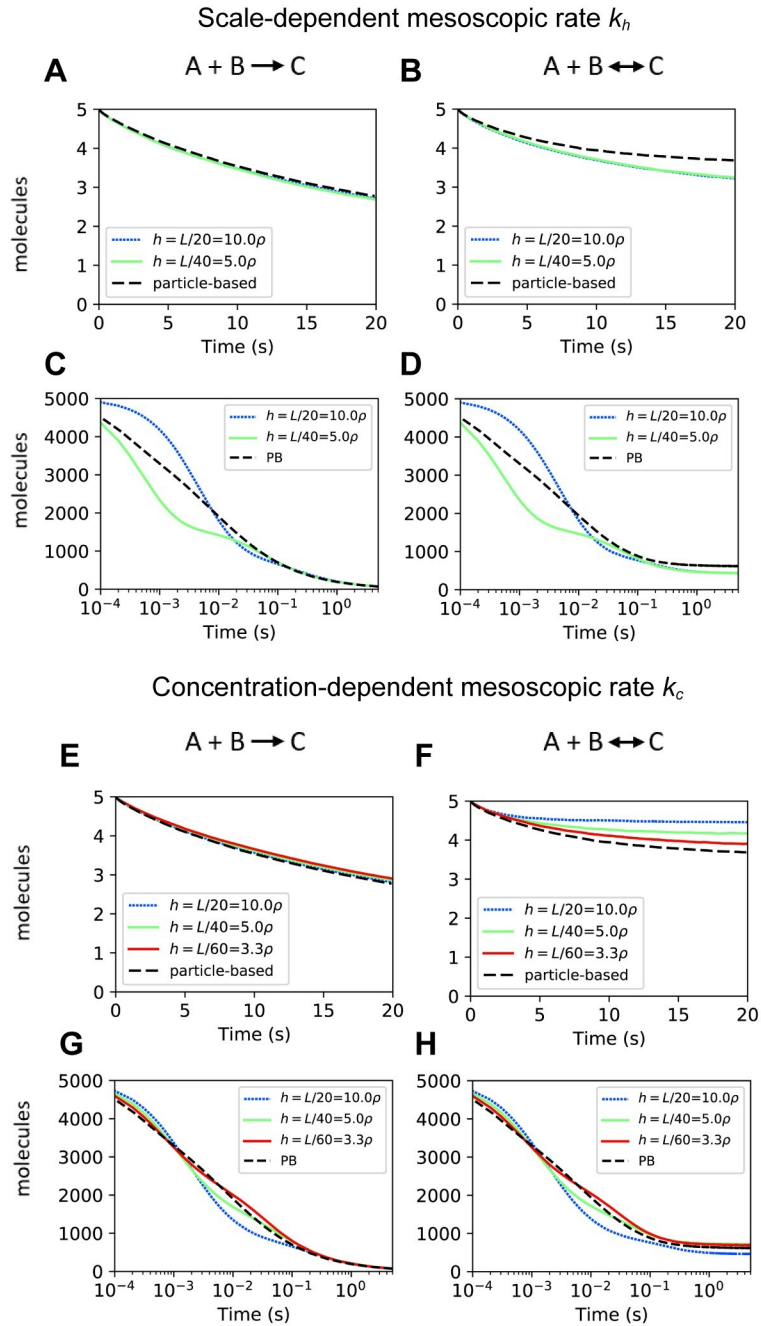 Scale-dependent mesoscopic rate k_h
A
A + B → C
B
A + B ↔ C
molecules
5
4
3
2
1
0
h = L/20=10.0ρ
h = L/40=5.0ρ
particle-based
0 5 10 15 20
Time (s)
5
4
3
2
1
0
h = L/20=10.0ρ
h = L/40=5.0ρ
particle-based
0 5 10 15 20
Time (s)
C
molecules
5000
4000
3000
2000
1000
0
h = L/20=10.0ρ
h = L/40=5.0ρ
PB
10⁻⁴ 10⁻³ 10⁻² 10⁻¹ 10⁰
Time (s)
D
5000
4000
3000
2000
1000
0
h = L/20=10.0ρ
h = L/40=5.0ρ
PB
10⁻⁴ 10⁻³ 10⁻² 10⁻¹ 10⁰
Time (s)
Concentration-dependent mesoscopic rate k_c
E
A + B → C
F
A + B ↔ C
molecules
5
4
3
2
1
0
h = L/20=10.0ρ
h = L/40=5.0ρ
h = L/60=3.3ρ
particle-based
0 5 10 15 20
Time (s)
5
4
3
2
1
0
h = L/20=10.0ρ
h = L/40=5.0ρ
h = L/60=3.3ρ
particle-based
0 5 10 15 20
Time (s)
G
molecules
5000
4000
3000
2000
1000
0
h = L/20=10.0ρ
h = L/40=5.0ρ
h = L/60=3.3ρ
PB
10⁻⁴ 10⁻³ 10⁻² 10⁻¹ 10⁰
Time (s)
H
5000
4000
3000
2000
1000
0
h = L/20=10.0ρ
h = L/40=5.0ρ
h = L/60=3.3ρ
PB
10⁻⁴ 10⁻³ 10⁻² 10⁻¹ 10⁰
Time (s)